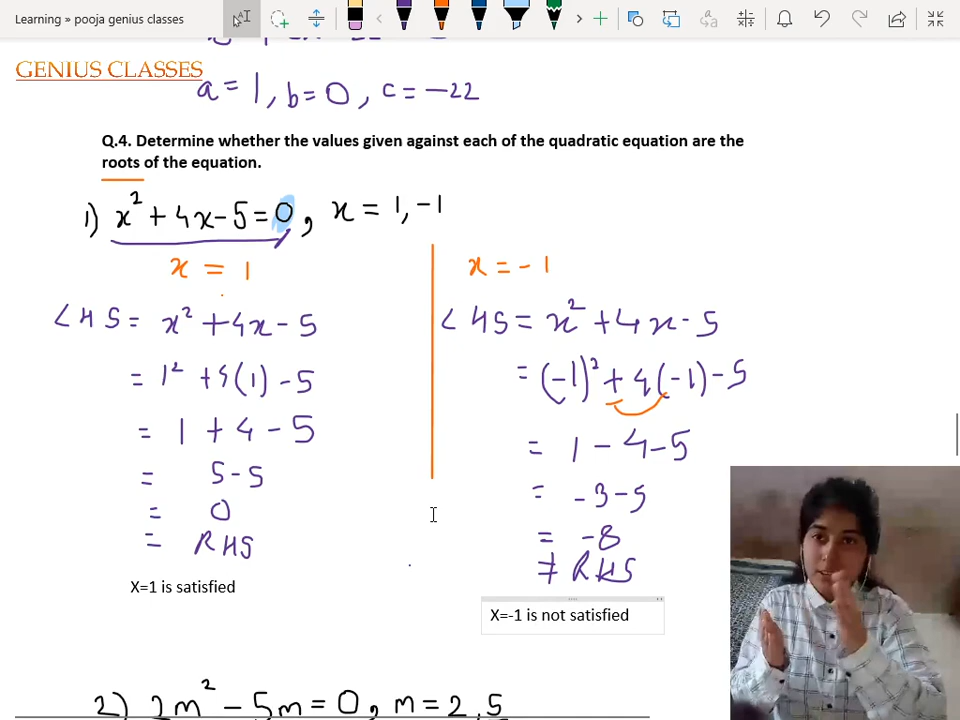 Learning » pooja genius classes
GENIUS CLASSES
a = 1, b = 0, c = -22
Q.4. Determine whether the values given against each of the quadratic equation are the
roots of the equation.
1) x² + 4x - 5 = 0, x = 1, -1
x = 1
LHS = x² + 4x - 5
= 1² + 4(1) - 5
= 1 + 4 - 5
= 5 - 5
= 0
= RHS
X=1 is satisfied
x = -1
LHS = x² + 4x - 5
= (-1)² + 4(-1) - 5
= 1 - 4 - 5
= -3 - 5
= -8
≠ RHS
X=-1 is not satisfied
2) 2m² - 5m = 0, m = 2, 5